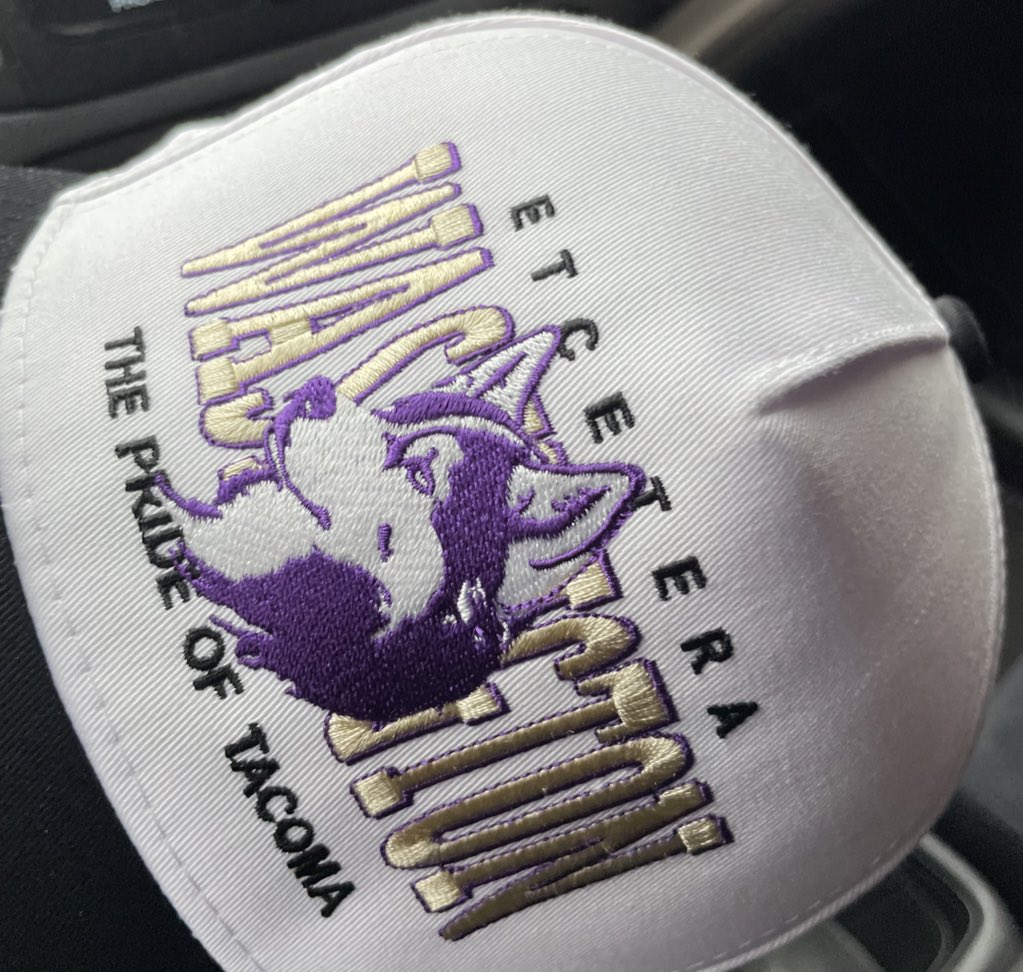 ETCETERA
WASHINGTON
THE PRIDE OF TACOMA